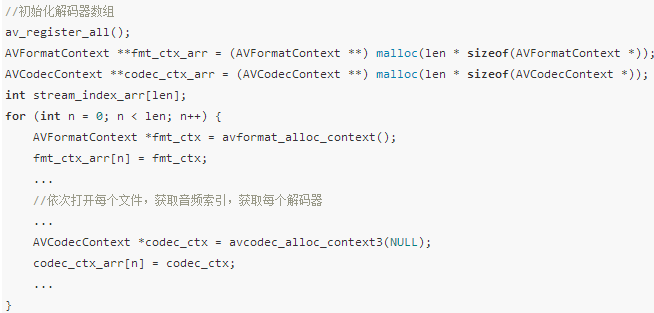 //初始化解码器数组
av_register_all();
AVFormatContext **fmt_ctx_arr = (AVFormatContext **) malloc(len * sizeof(AVFormatContext *));
AVCodecContext **codec_ctx_arr = (AVCodecContext **) malloc(len * sizeof(AVCodecContext *));
int stream_index_arr[len];
for (int n = 0; n < len; n++) {
    AVFormatContext *fmt_ctx = avformat_alloc_context();
    fmt_ctx_arr[n] = fmt_ctx;
    ...
    //依次打开每个文件，获取音频索引，获取每个解码器
    ...
    AVCodecContext *codec_ctx = avcodec_alloc_context3(NULL);
    codec_ctx_arr[n] = codec_ctx;
    ...
}